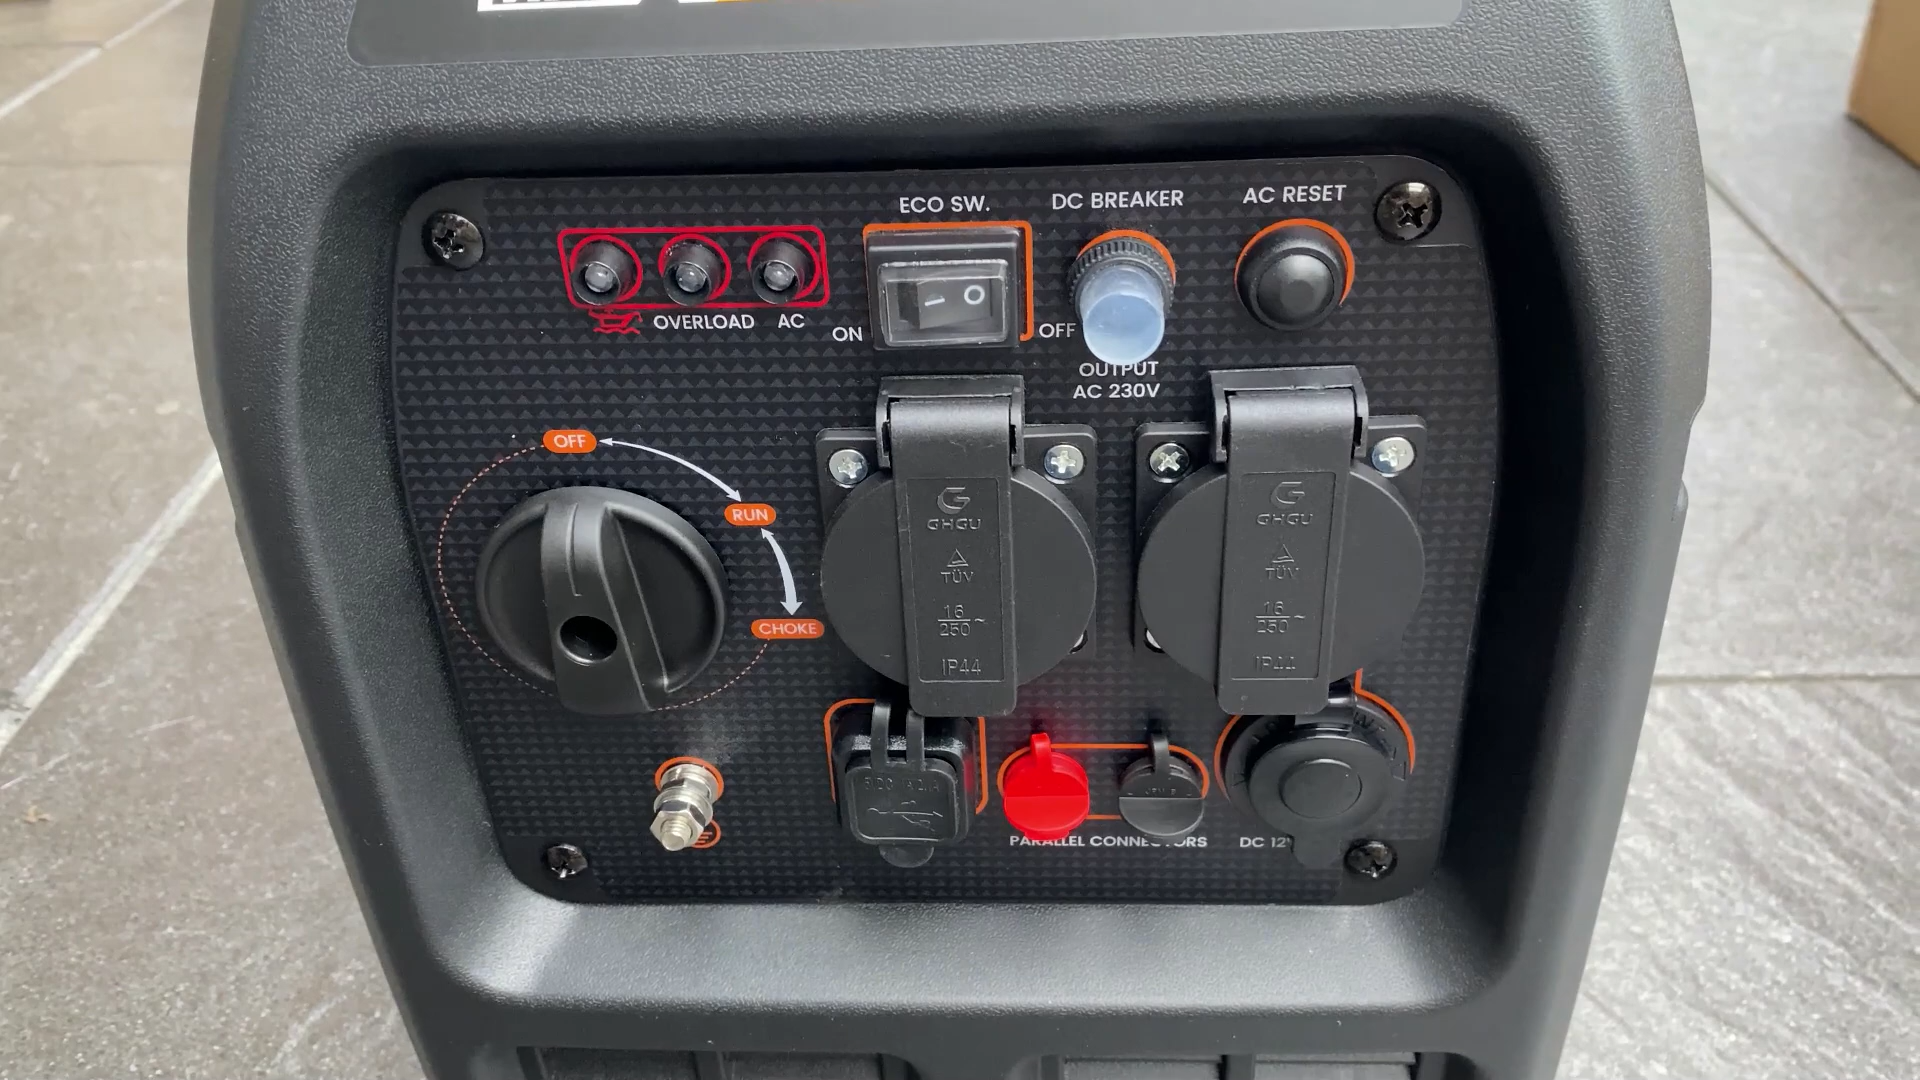 ECO SW.
DC BREAKER
AC RESET
OVERLOAD
AC
ON
OFF
OUTPUT
AC 230V
OFF
RUN
CHOKE
GHGU
TÜV
16
250~
IP44
GHGU
TÜV
16
250~
IP44
PARALLEL CONNECTORS
DC 12V